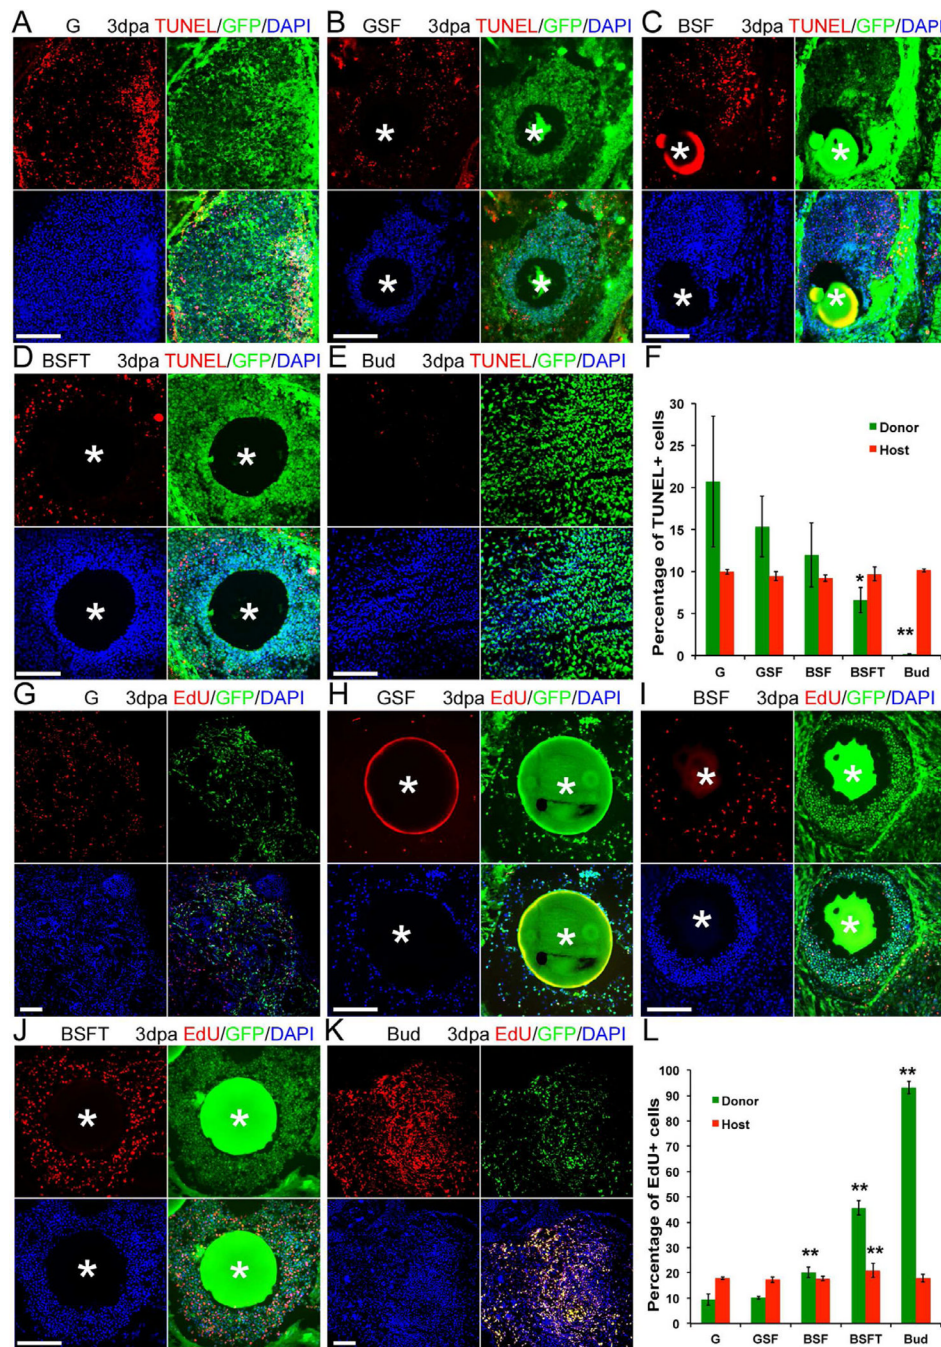 A G 3dpa TUNEL/GFP/DAPI
B GSF 3dpa TUNEL/GFP/DAPI
C BSF 3dpa TUNEL/GFP/DAPI
* * * *
* * * *
D BSFT 3dpa TUNEL/GFP/DAPI
E Bud 3dpa TUNEL/GFP/DAPI
F
* *
* *
Percentage of TUNEL+ cells
30
25
20
15
10
5
0
Donor
Host
*
**
G GSF BSF BSFT Bud
G G 3dpa EdU/GFP/DAPI
H GSF 3dpa EdU/GFP/DAPI
I BSF 3dpa EdU/GFP/DAPI
* * * *
* * * *
J BSFT 3dpa EdU/GFP/DAPI
K Bud 3dpa EdU/GFP/DAPI
L
* *
* *
Percentage of EdU+ cells
100
90
80
70
60
50
40
30
20
10
0
Donor
Host
**
**
**
**
G GSF BSF BSFT Bud